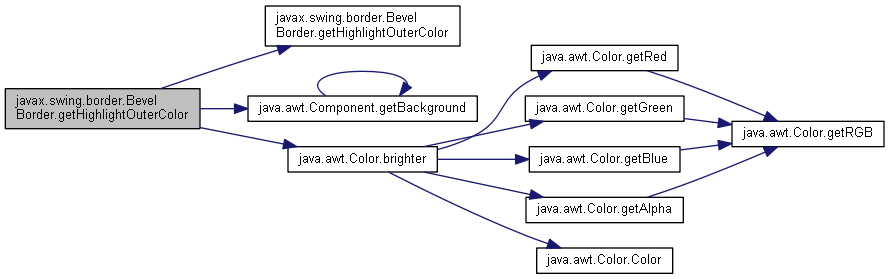 javax.swing.border.Bevel
Border.getHighlightOuterColor
javax.swing.border.Bevel
Border.getHighlightOuterColor
java.awt.Component.getBackground
java.awt.Color.brighter
java.awt.Color.getRed
java.awt.Color.getGreen
java.awt.Color.getBlue
java.awt.Color.getAlpha
java.awt.Color.Color
java.awt.Color.getRGB